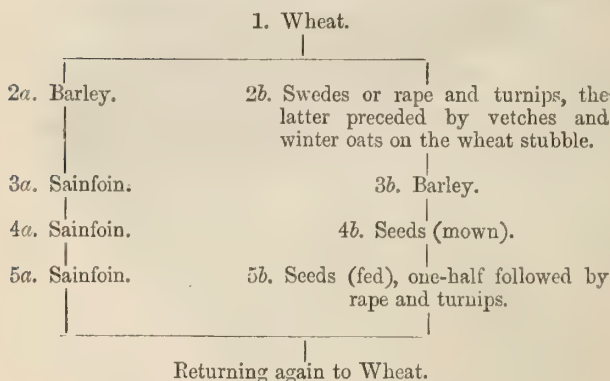 1. Wheat.
2a. Barley.
2b. Swedes or rape and turnips, the
latter preceded by vetches and
winter oats on the wheat stubble.
3a. Sainfoin.
3b. Barley.
4a. Sainfoin.
4b. Seeds (mown).
5a. Sainfoin.
5b. Seeds (fed), one-half followed by
rape and turnips.
Returning again to Wheat.